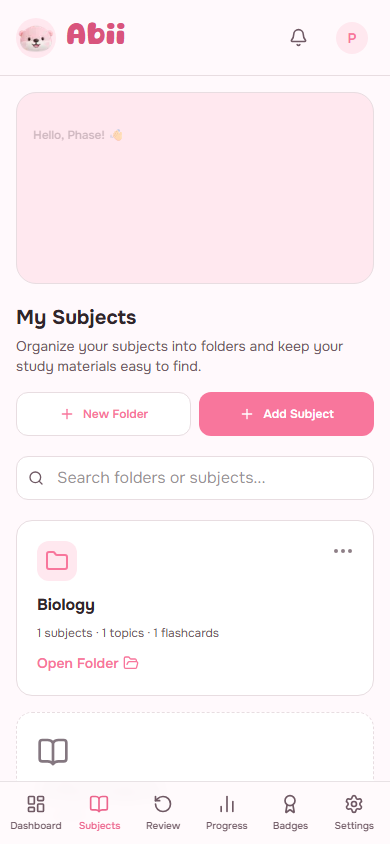 Abii
P
Hello, Phase! 👋
My Subjects
Organize your subjects into folders and keep your
study materials easy to find.
New Folder
Add Subject
Search folders or subjects...
Biology
1 subjects · 1 topics · 1 flashcards
Open Folder
Dashboard
Subjects
Review
Progress
Badges
Settings